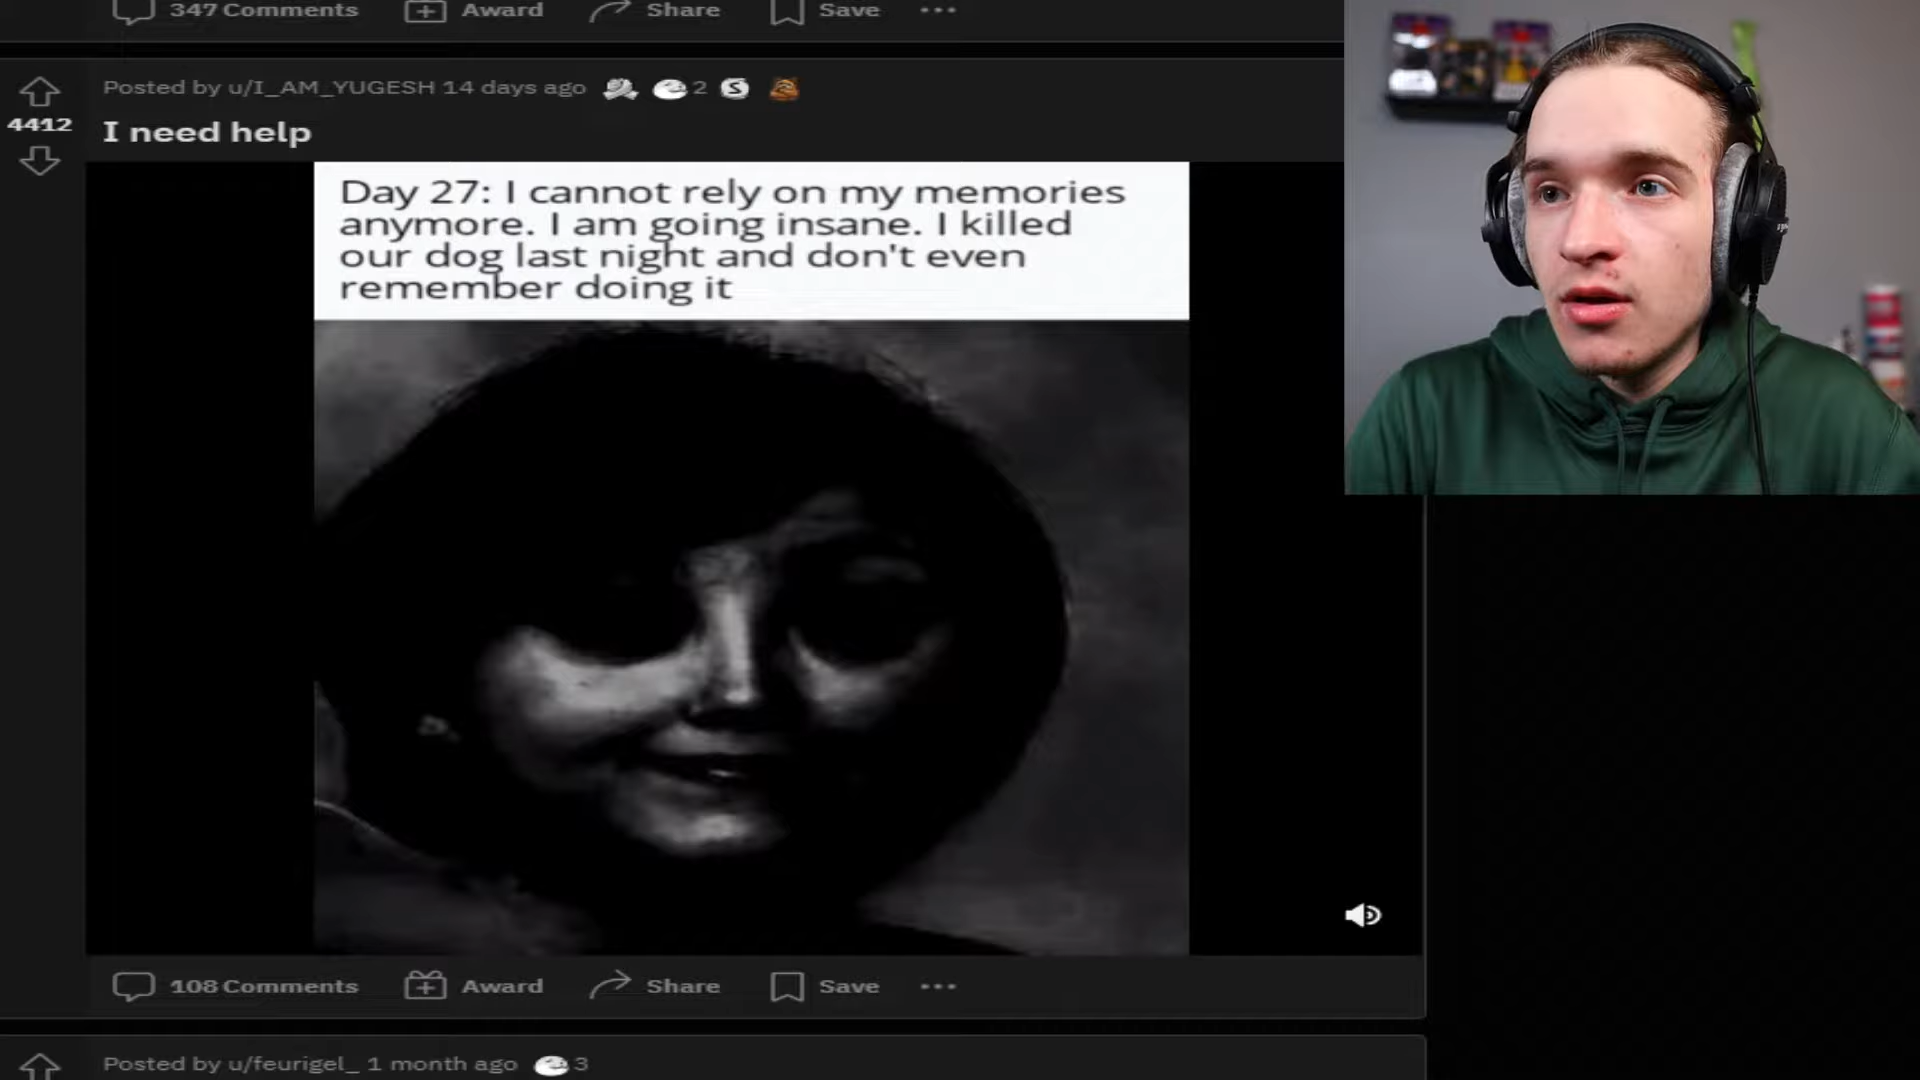 347 Comments Award Share Save
Posted by u/I_AM_YUGESH 14 days ago 2
4412
I need help
Day 27: I cannot rely on my memories
anymore. I am going insane. I killed
our dog last night and don't even
remember doing it
108 Comments Award Share Save
Posted by u/feurigel_ 1 month ago 3